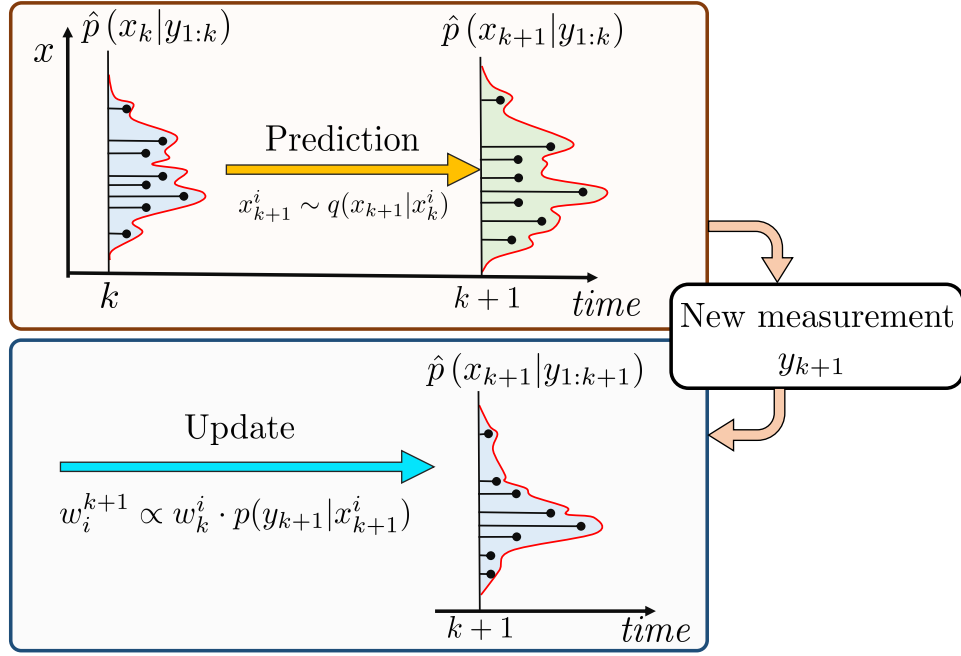 x
p̂ (x_k|y_{1:k})
p̂ (x_{k+1}|y_{1:k})
Prediction
x^i_{k+1} ∼ q(x_{k+1}|x^i_k)
k
k + 1
time
New measurement
y_{k+1}
p̂ (x_{k+1}|y_{1:k+1})
Update
w_i^{k+1} ∝ w^i_k · p(y_{k+1}|x^i_{k+1})
k + 1
time